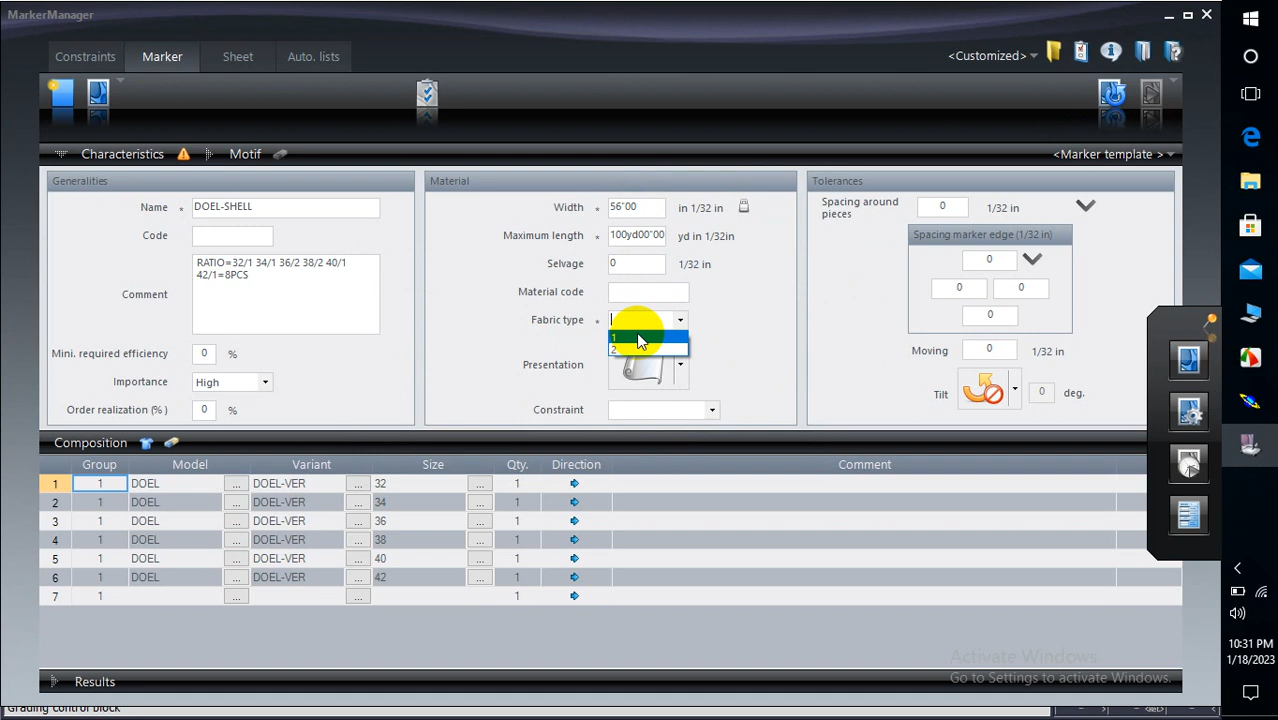 MarkerManager
Constraints Marker Sheet Auto. lists <Customized>
Characteristics Motif <Marker template >
Generalities
Name * DOEL-SHELL
Code
Comment
RATIO=32/1 34/1 36/2 38/2 40/1
42/1=8PCS
Mini. required efficiency 0 %
Importance High
Order realization (% ) 0 %
Material
Width * 56"00 in 1/32 in
Maximum length * 100yd00"00 yd in 1/32in
Selvage 0 1/32 in
Material code
Fabric type *
1
2
Presentation
Constraint
Tolerances
Spacing around
pieces
0 1/32 in
Spacing marker edge (1/32 in)
0
0 0
0
Moving 0 1/32 in
Tilt 0 deg.
Composition
Group Model Variant Size Qty. Direction Comment
1 1 DOEL ... DOEL-VER ... 32 ... 1
2 1 DOEL ... DOEL-VER ... 34 ... 1
3 1 DOEL ... DOEL-VER ... 36 ... 1
4 1 DOEL ... DOEL-VER ... 38 ... 1
5 1 DOEL ... DOEL-VER ... 40 ... 1
6 1 DOEL ... DOEL-VER ... 42 ... 1
7 1 ... ... 1
Results
Activate Windows
Go to Settings to activate Windows.
10:31 PM
1/18/2023
Grading control block